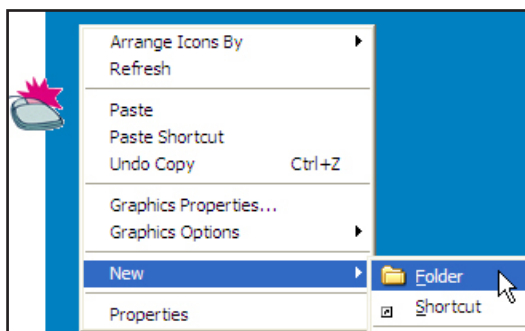 Arrange Icons By
Refresh
Paste
Paste Shortcut
Undo Copy Ctrl+Z
Graphics Properties...
Graphics Options
New
Folder
Shortcut
Properties